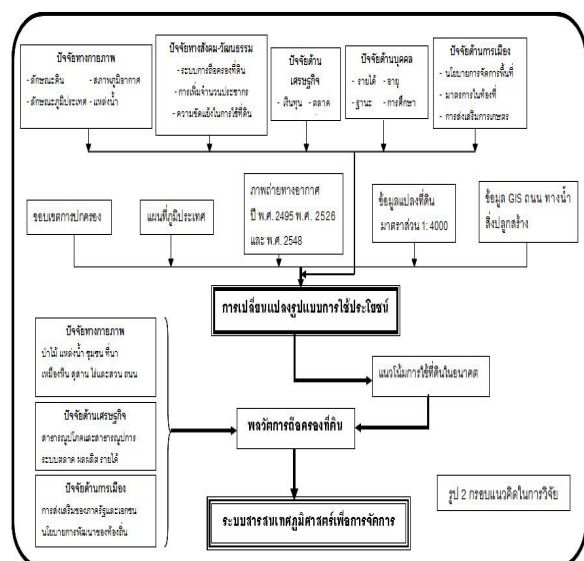 ปัจจัยทางกายภาพ
- ลักษณะดิน - สภาพภูมิอากาศ
- ลักษณะภูมิประเทศ - แหล่งน้ำ
ปัจจัยทางสังคม-วัฒนธรรม
- ระบบการถือครองที่ดิน
- การเพิ่มจำนวนประชากร
- ความขัดแย้งในการใช้ที่ดิน
ปัจจัยด้าน
เศรษฐกิจ
- เงินทุน - ตลาด
ปัจจัยด้านบุคคล
- รายได้ - อายุ
- ฐานะ - การศึกษา
ปัจจัยด้านการเมือง
- นโยบายการจัดการพื้นที่
- มาตรการในท้องที่
- การส่งเสริมการเกษตร
ขอบเขตการปกครอง
แผนที่ภูมิประเทศ
ภาพถ่ายทางอากาศ
ปี พ.ศ. 2495 พ.ศ. 2526
และ พ.ศ. 2548
ข้อมูลแปลงที่ดิน
มาตราส่วน 1: 4000
ข้อมูล GIS ถนน ทางน้ำ
สิ่งปลูกสร้าง
การเปลี่ยนแปลงรูปแบบการใช้ประโยชน์
ปัจจัยทางกายภาพ
ป่าไม้ แหล่งน้ำ ชุมชน ที่นา
เหมืองหิน สุสาน ไร่และสวน ถนน
แนวโน้มการใช้ที่ดินในอนาคต
ปัจจัยด้านเศรษฐกิจ
สาธารณูปโภคและสาธารณูปการ
ระบบตลาด ผลผลิต รายได้
พลวัตการถือครองที่ดิน
ปัจจัยด้านการเมือง
การส่งเสริมของภาครัฐและเอกชน
นโยบายการพัฒนาของท้องถิ่น
รูป 2 กรอบแนวคิดในการวิจัย
ระบบสารสนเทศภูมิศาสตร์เพื่อการจัดการ